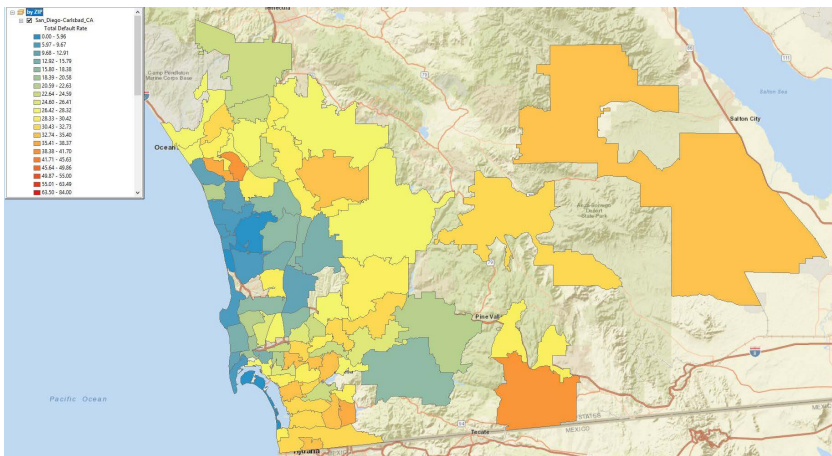 by ZIP
San_Diego-Carlsbad_CA
Total Default Rate
0.00 - 5.96
5.97 - 9.67
9.68 - 12.91
12.92 - 15.79
15.80 - 18.38
18.39 - 20.58
20.59 - 22.63
22.64 - 24.59
24.60 - 26.41
26.42 - 28.32
28.33 - 30.42
30.43 - 32.73
32.74 - 35.40
35.41 - 38.37
38.38 - 41.70
41.71 - 45.63
45.64 - 49.86
49.87 - 55.00
55.01 - 63.49
63.50 - 84.00
Camp Pendleton
Marine Corps Base
Salton Sea
Salton City
Ocean
State Park
Pine Vall
Pacific Ocean
STATES
MEXICO
Tecate